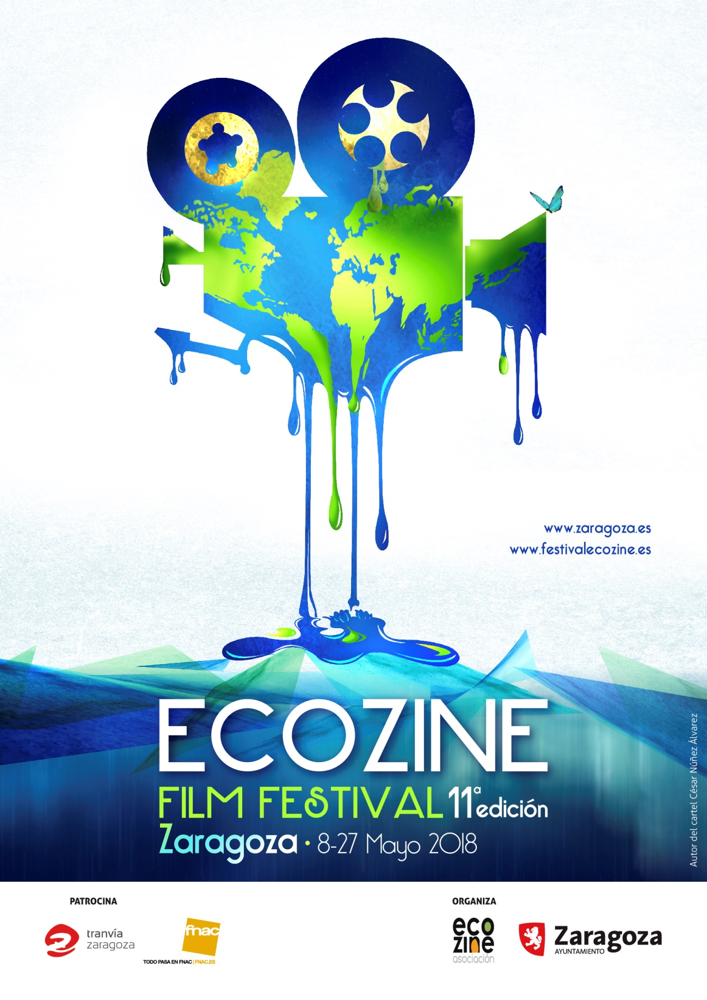 www.zaragoza.es
www.festivalecozine.es
ECOZINE
FILM FESTIVAL 11ª edición
Zaragoza · 8-27 Mayo 2018
Autor del cartel César Núñez Álvarez
PATROCINA
tranvía
zaragoza
fnac
TODO PASA EN FNAC | FNAC.ES
ORGANIZA
eco
zine
asociación
Zaragoza
AYUNTAMIENTO